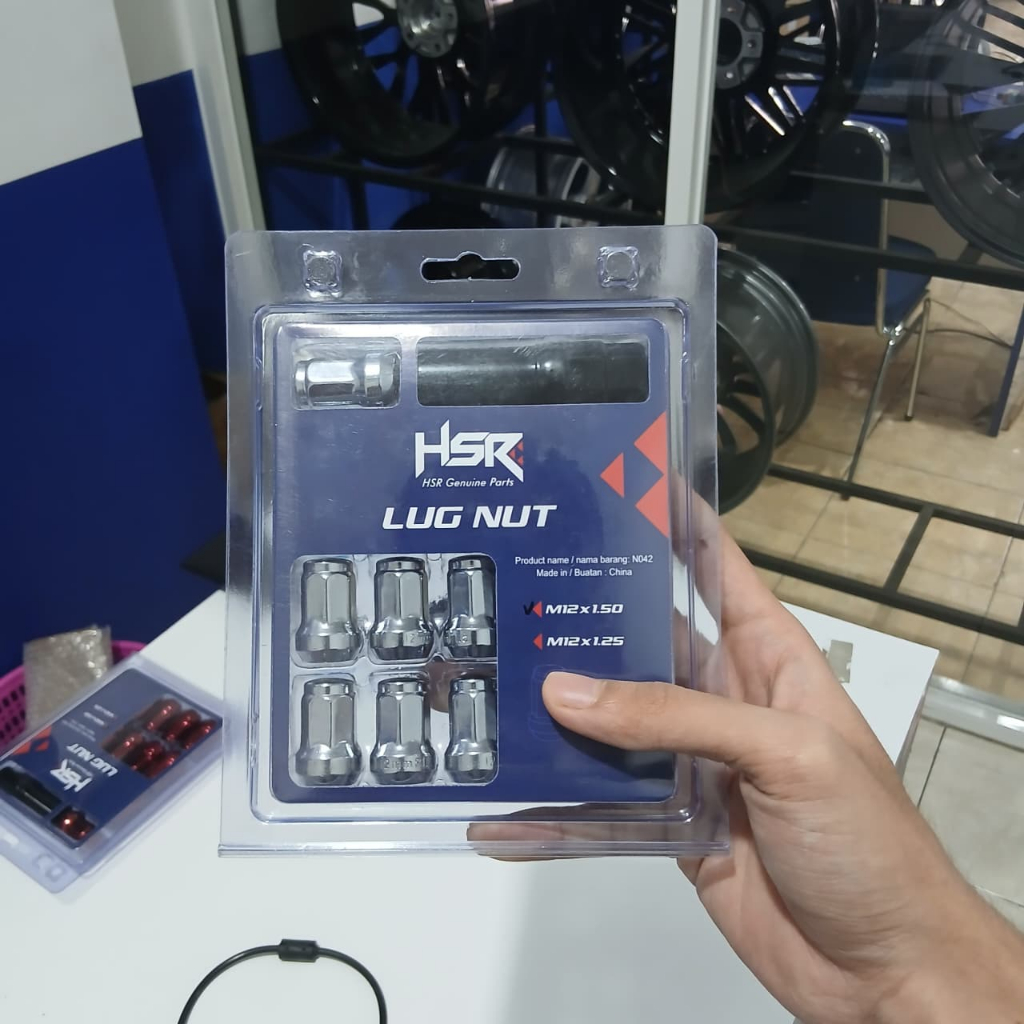 HSR
HSR Genuine Parts
LUG NUT
Product name / nama barang: N042
Made in / Buatan : China
M12x1.50
M12x1.25
HSR
LUG NUT